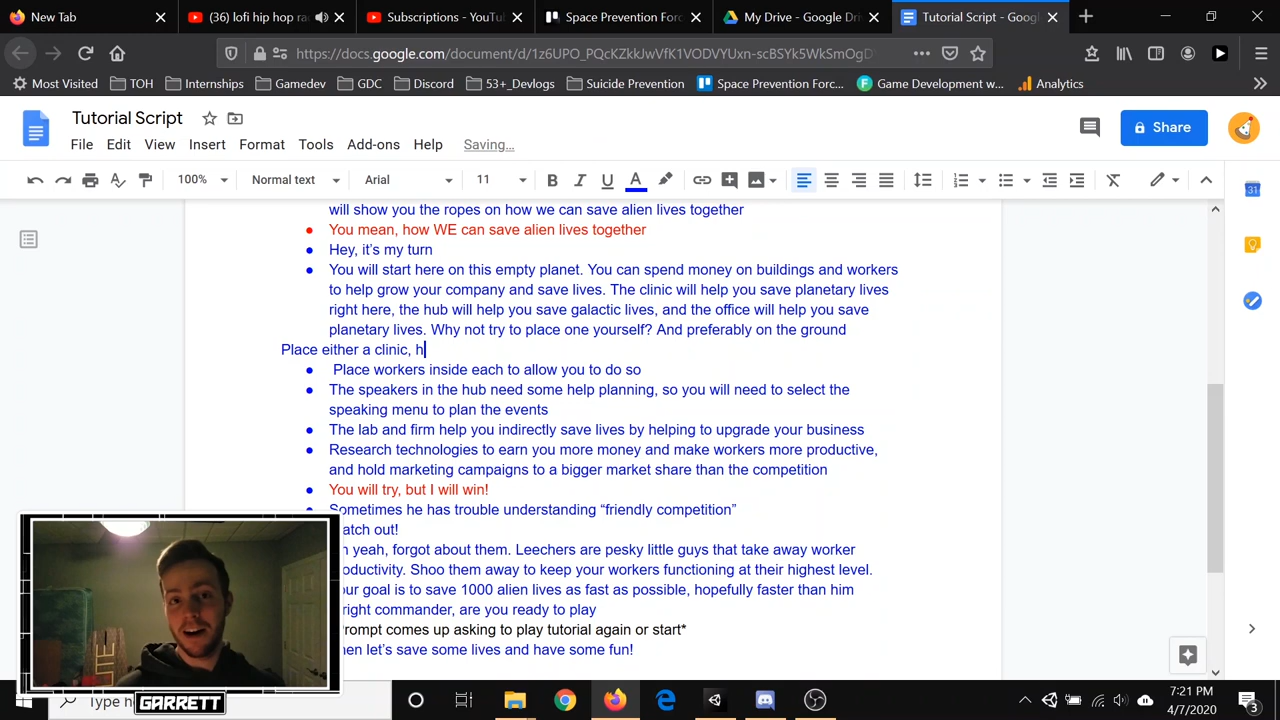 New Tab
(36) lofi hip hop ra
Subscriptions - YouTu
Space Prevention For
My Drive - Google Dri
Tutorial Script - Goog
https://docs.google.com/document/d/1z6UPO_PQcKZkkJwVfK1VODVYUxn-scBSYk5WkSmOgD
Most Visited
TOH
Internships
Gamedev
GDC
Discord
53+_Devlogs
Suicide Prevention
Space Prevention Forc...
Game Development w...
Analytics
Tutorial Script
File Edit View Insert Format Tools Add-ons Help Saving...
Share
100% Normal text Arial 11 B I U A
31
will show you the ropes on how we can save alien lives together
You mean, how WE can save alien lives together
Hey, it's my turn
You will start here on this empty planet. You can spend money on buildings and workers
to help grow your company and save lives. The clinic will help you save planetary lives
right here, the hub will help you save galactic lives, and the office will help you save
planetary lives. Why not try to place one yourself? And preferably on the ground
Place either a clinic, h
Place workers inside each to allow you to do so
The speakers in the hub need some help planning, so you will need to select the
speaking menu to plan the events
The lab and firm help you indirectly save lives by helping to upgrade your business
Research technologies to earn you more money and make workers more productive,
and hold marketing campaigns to a bigger market share than the competition
You will try, but I will win!
Sometimes he has trouble understanding “friendly competition”
atch out!
yeah, forgot about them. Leechers are pesky little guys that take away worker
oductivity. Shoo them away to keep your workers functioning at their highest level.
our goal is to save 1000 alien lives as fast as possible, hopefully faster than him
right commander, are you ready to play
rompt comes up asking to play tutorial again or start*
hen let's save some lives and have some fun!
GARRETT
Type he
7:21 PM
4/7/2020
3